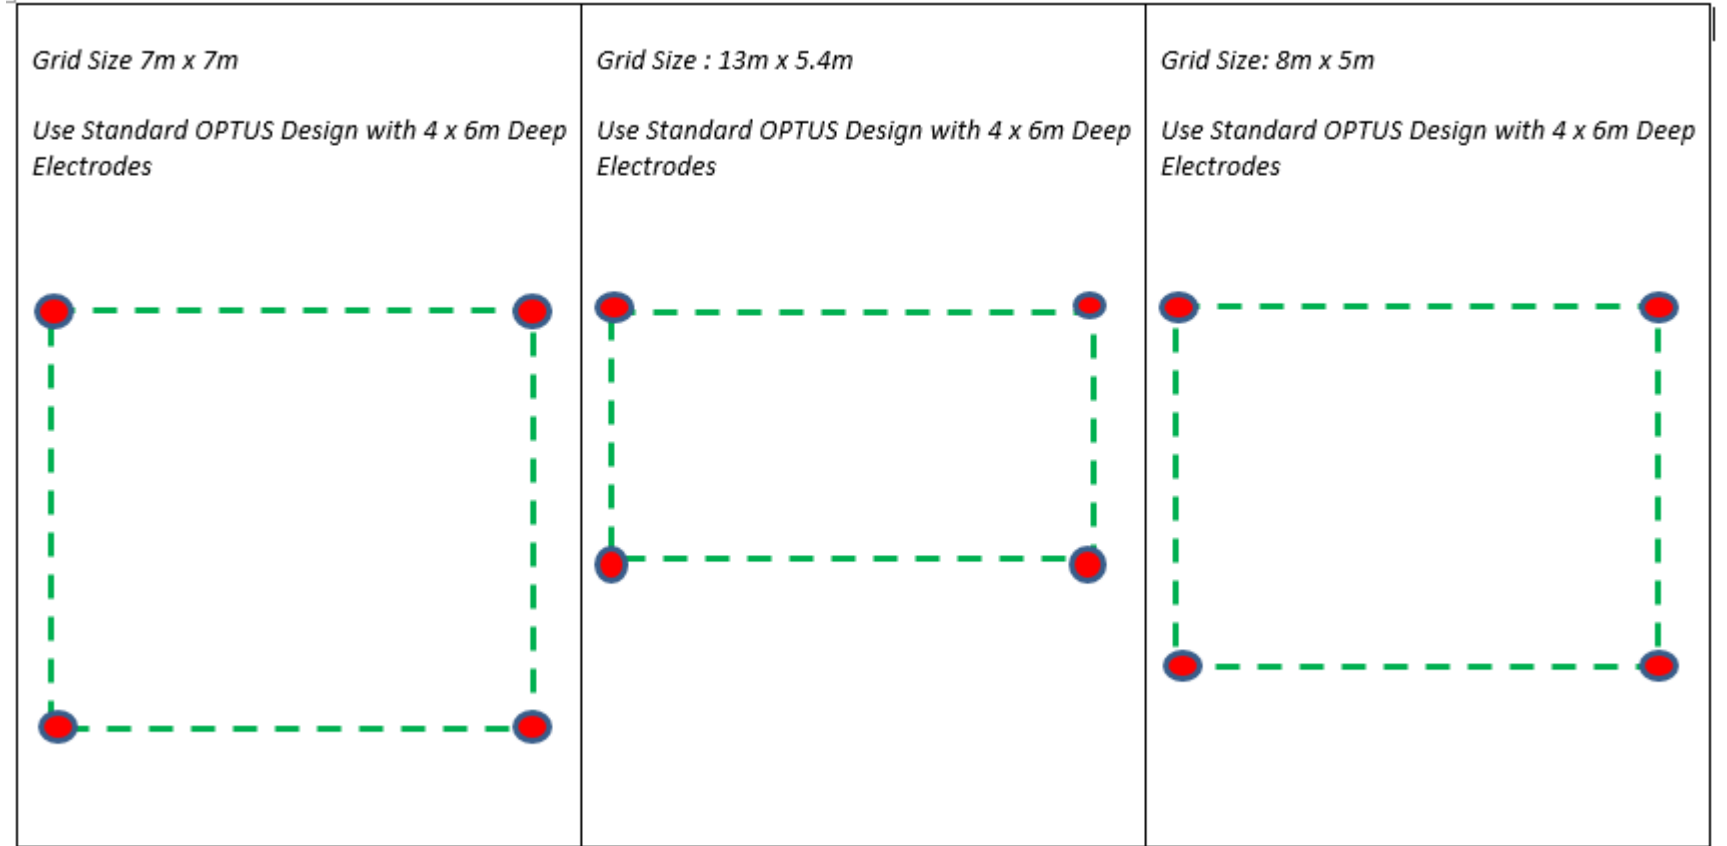 Grid Size 7m x 7m
Use Standard OPTUS Design with 4 x 6m Deep
Electrodes
Grid Size : 13m x 5.4m
Use Standard OPTUS Design with 4 x 6m Deep
Electrodes
Grid Size: 8m x 5m
Use Standard OPTUS Design with 4 x 6m Deep
Electrodes